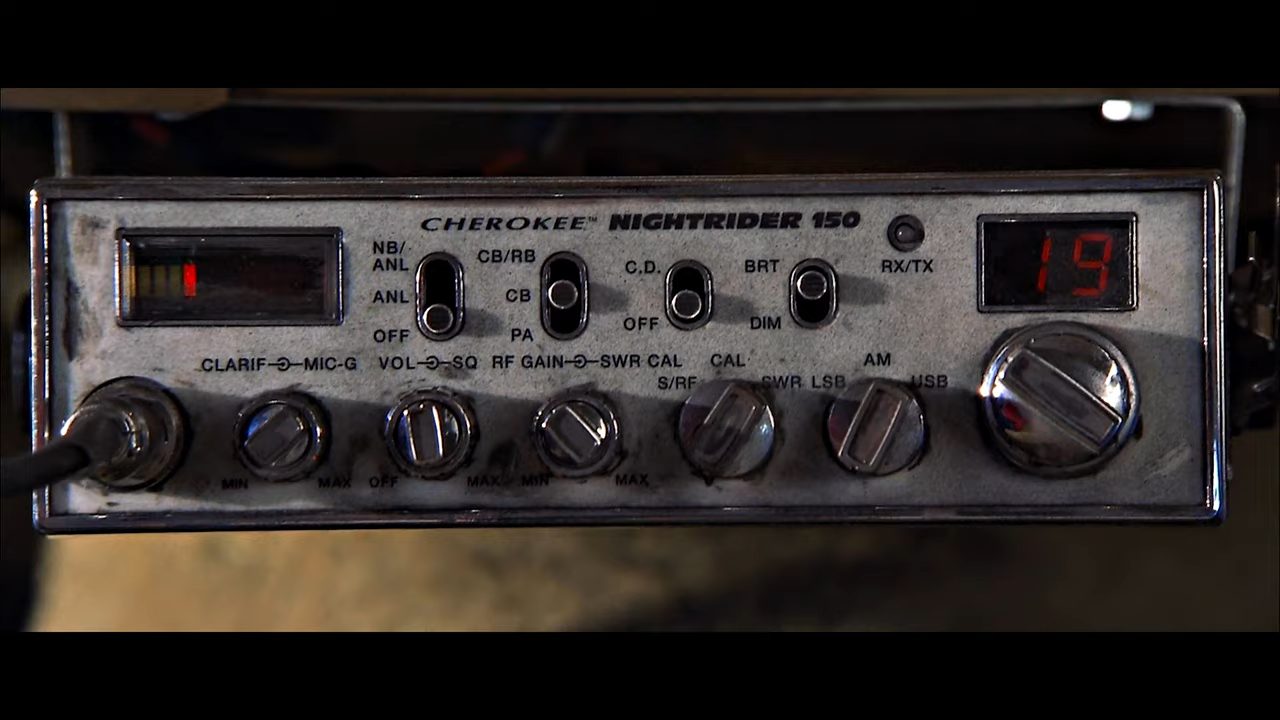 CHEROKEE™ NIGHTRIDER 150
NB/
ANL
ANL
OFF
CB/RB
CB
PA
C.D.
OFF
BRT
DIM
RX/TX
19
CLARIF MIC-G
VOL SQ
RF GAIN SWR CAL
CAL
S/RF SWR
AM
LSB USB
MIN MAX
OFF MAX
MIN MAX